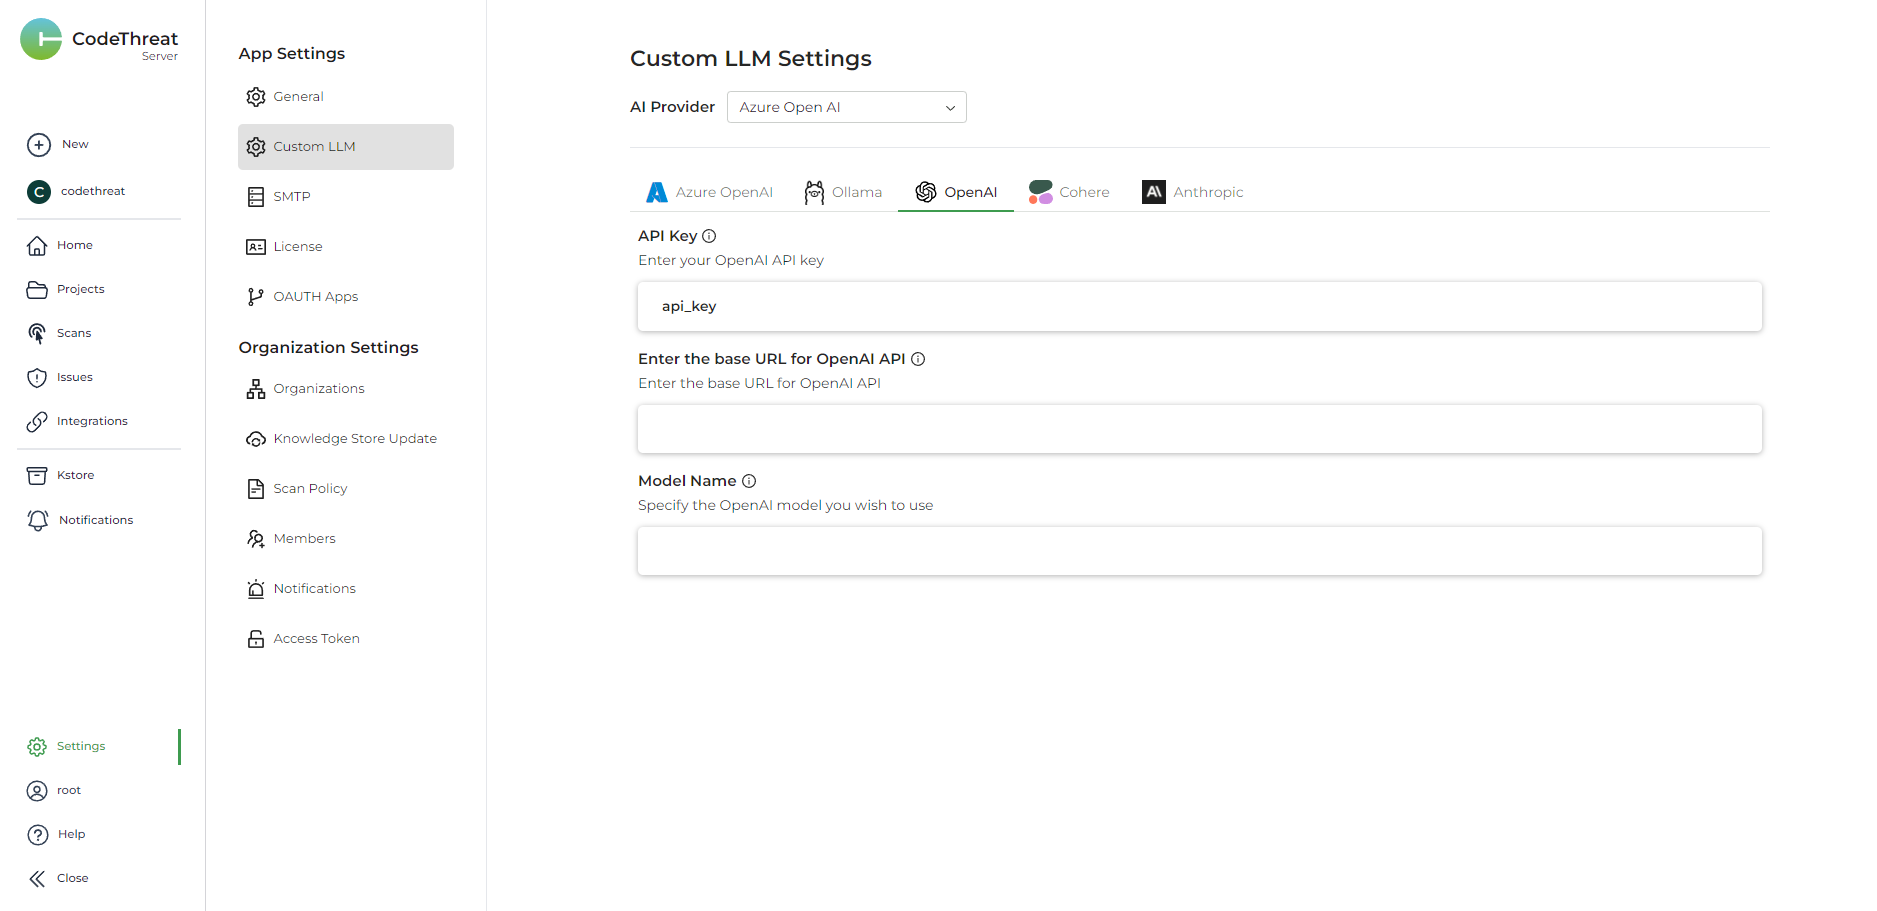 CodeThreat
Server
New
C
codethreat
Home
Projects
Scans
Issues
Integrations
Kstore
Notifications
Settings
root
Help
Close
App Settings
General
Custom LLM
SMTP
License
OAUTH Apps
Organization Settings
Organizations
Knowledge Store Update
Scan Policy
Members
Notifications
Access Token
Custom LLM Settings
AI Provider Azure Open AI
Azure OpenAI Ollama OpenAI Cohere Anthropic
API Key
Enter your OpenAI API key
api_key
Enter the base URL for OpenAI API
Enter the base URL for OpenAI API
Model Name
Specify the OpenAI model you wish to use